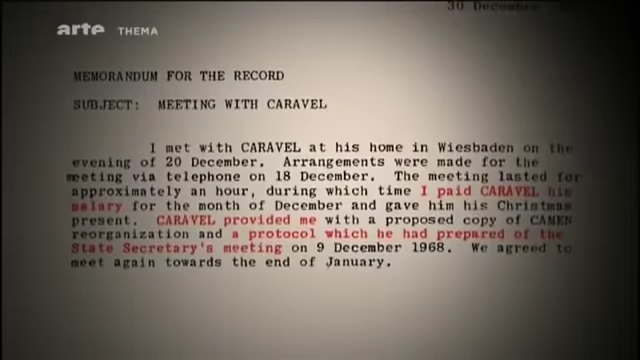 arte THEMA
30 December
MEMORANDUM FOR THE RECORD
SUBJECT: MEETING WITH CARAVEL
I met with CARAVEL at his home in Wiesbaden on the
evening of 20 December. Arrangements were made for the
meeting via telephone on 18 December. The meeting lasted for
approximately an hour, during which time I paid CARAVEL his
salary for the month of December and gave him his Christmas
present. CARAVEL provided me with a proposed copy of CAMEN
reorganization and a protocol which he had prepared of the
State Secretary's meeting on 9 December 1968. We agreed to
meet again towards the end of January.